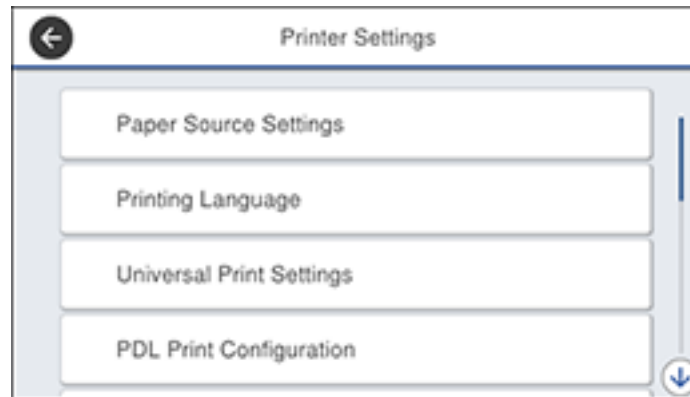 Printer Settings
Paper Source Settings
Printing Language
Universal Print Settings
PDL Print Configuration